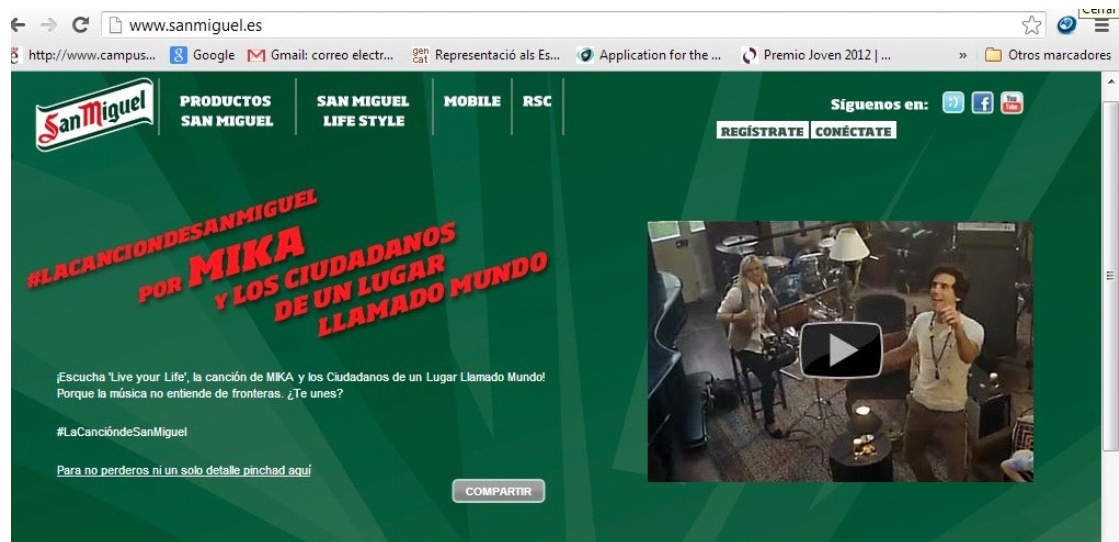 Cerrar
www.sanmiguel.es
http://www.campus...
Google
Gmail: correo electr...
gencat
Representació als Es...
Application for the ...
Premio Joven 2012 | ...
»
Otros marcadores
San Miguel
PRODUCTOS
SAN MIGUEL
SAN MIGUEL
LIFE STYLE
MOBILE
RSC
Síguenos en:
You Tube
REGÍSTRATE
CONÉCTATE
#LACANCIONDESANMIGUEL
POR MIKA
Y LOS CIUDADANOS
DE UN LUGAR
LLAMADO MUNDO
¡Escucha 'Live your Life', la canción de MIKA y los Ciudadanos de un Lugar Llamado Mundo!
Porque la música no entiende de fronteras. ¿Te unes?
#LaCancióndeSanMiguel
Para no perderos ni un solo detalle pinchad aquí
COMPARTIR